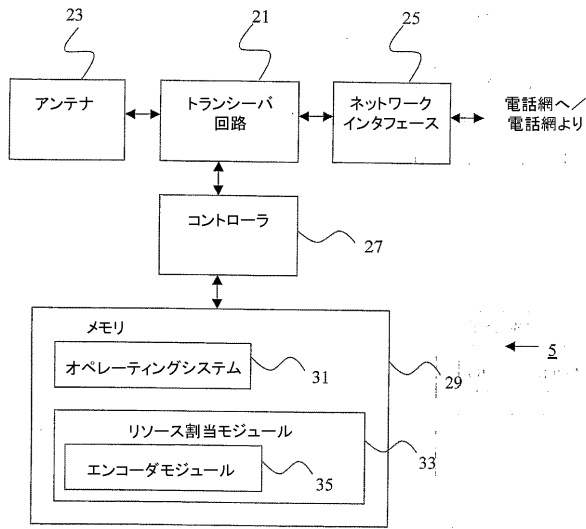 23
21
25
アンテナ
トランシーバ
回路
ネットワーク
インタフェース
電話網へ／
電話網より
コントローラ
27
メモリ
オペレーティングシステム
31
29
5
リソース割当モジュール
33
エンコーダモジュール
35